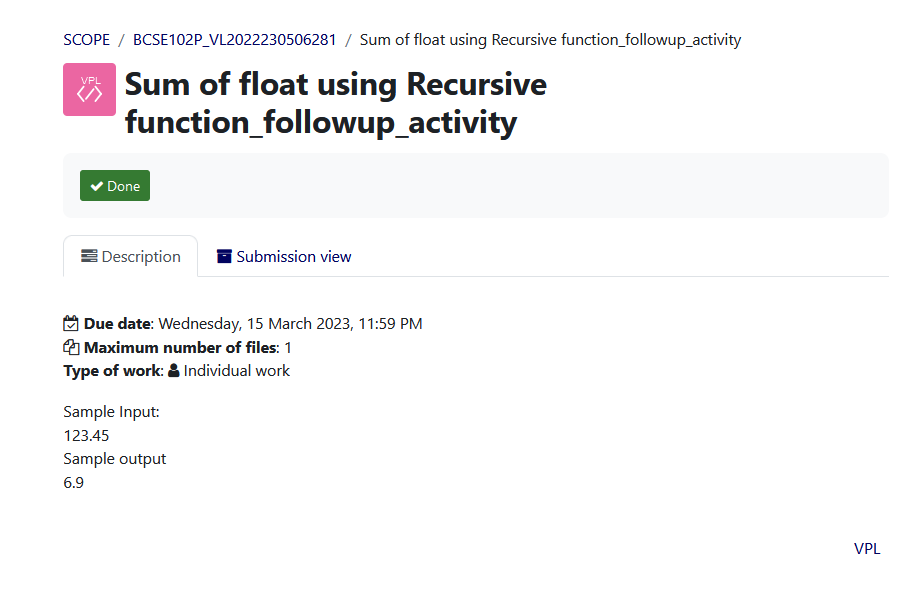 SCOPE / BCSE102P_VL2022230506281 / Sum of float using Recursive function_followup_activity
VPL
</>
Sum of float using Recursive
function_followup_activity
Done
Description
Submission view
Due date: Wednesday, 15 March 2023, 11:59 PM
Maximum number of files: 1
Type of work: Individual work
Sample Input:
123.45
Sample output
6.9
VPL